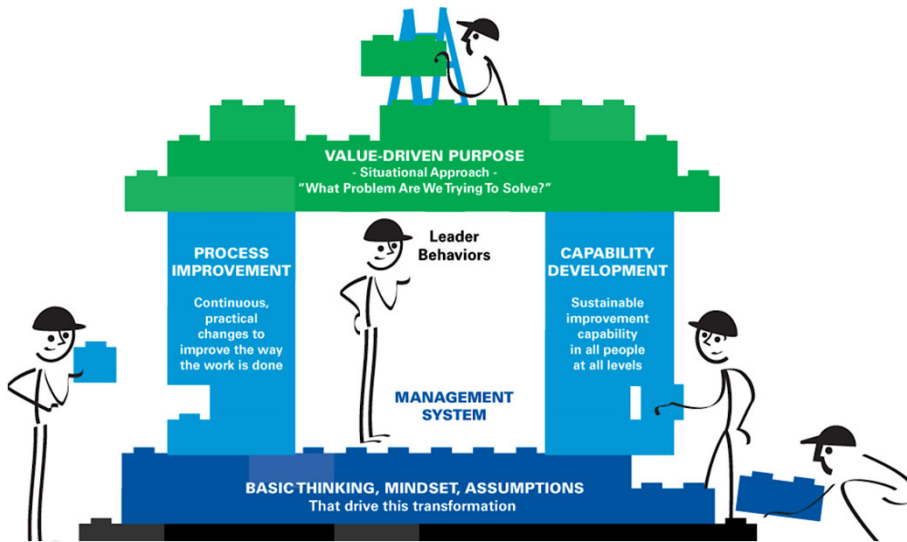 VALUE-DRIVEN PURPOSE
- Situational Approach -
"What Problem Are We Trying To Solve?"
PROCESS
IMPROVEMENT
Continuous,
practical
changes to
improve the way
the work is done
Leader
Behaviors
MANAGEMENT
SYSTEM
CAPABILITY
DEVELOPMENT
Sustainable
improvement
capability
in all people
at all levels
BASIC THINKING, MINDSET, ASSUMPTIONS
That drive this transformation